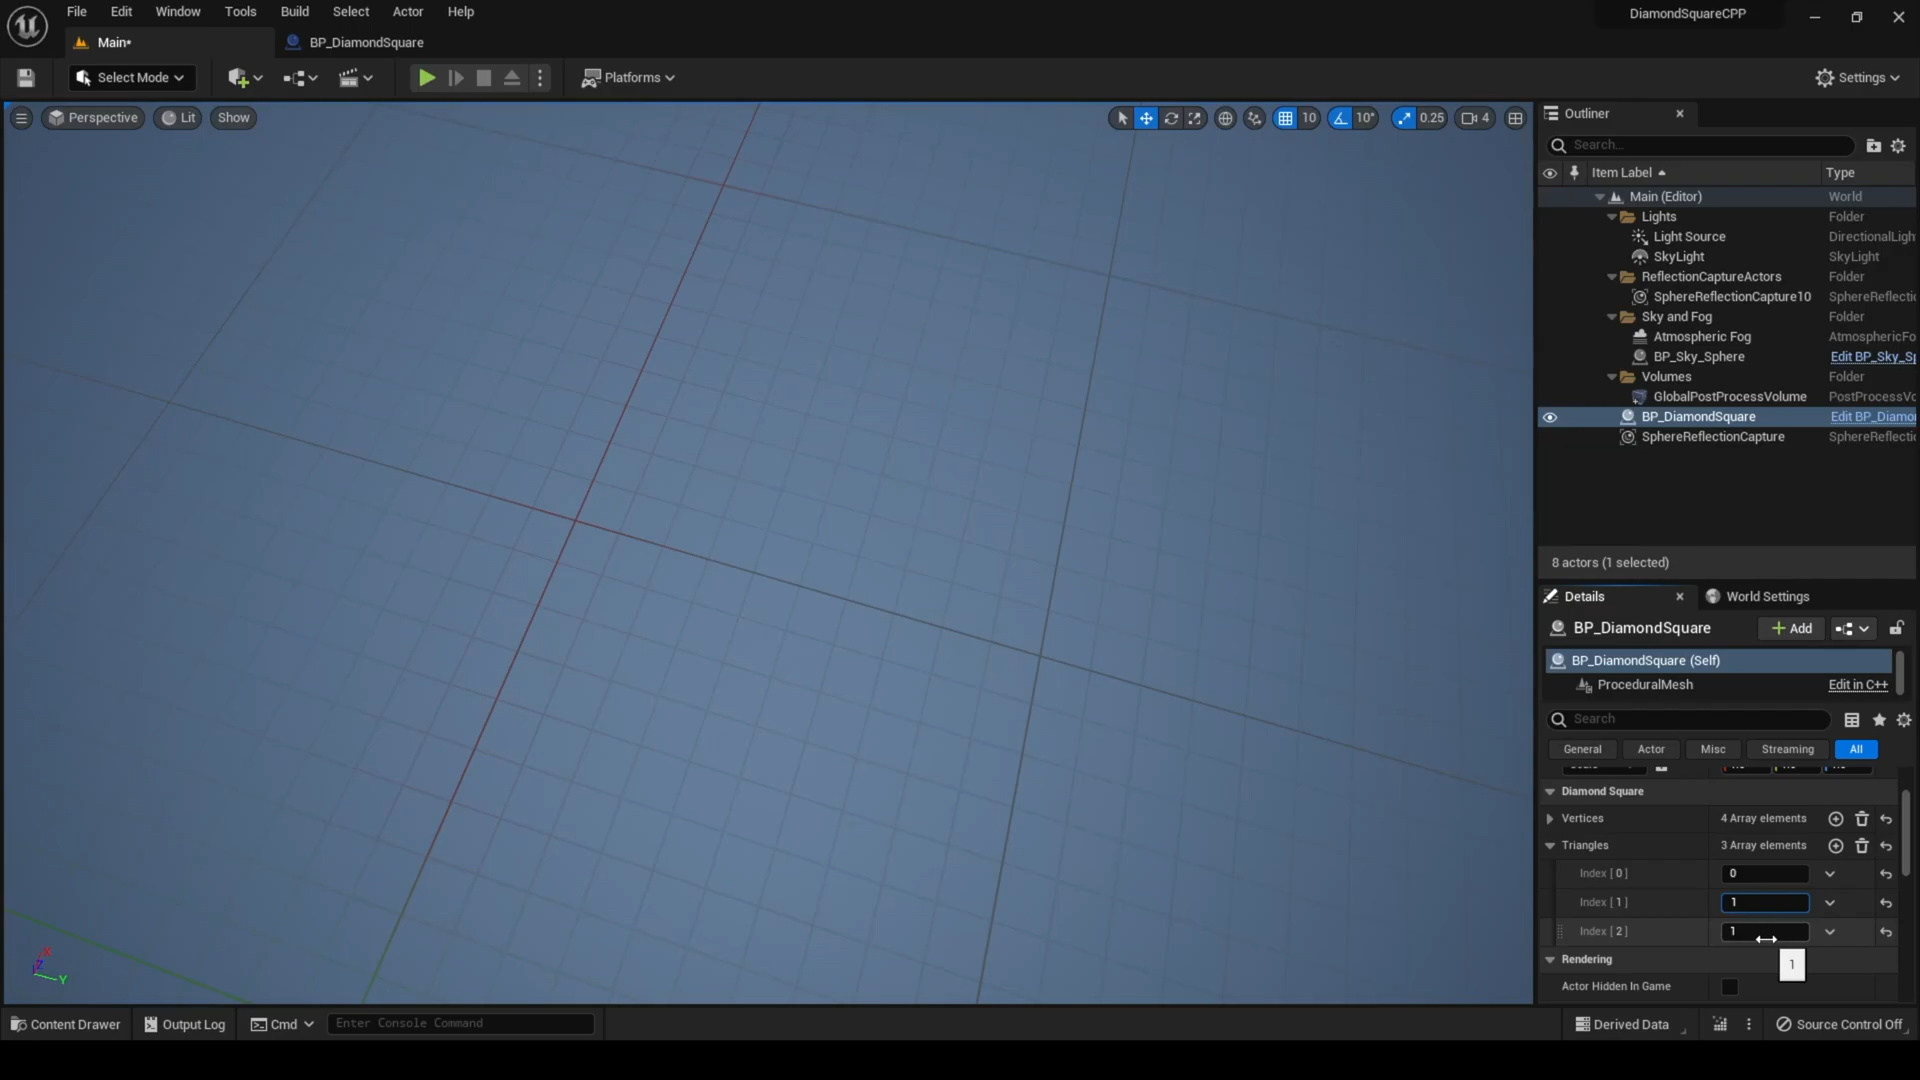 File Edit Window Tools Build Select Actor Help
DiamondSquareCPP
Main* BP_DiamondSquare
Select Mode
Platforms
Settings
Perspective Lit Show
10 10° 0.25 4
Outliner
Search...
Item Label Type
Main (Editor) World
Lights Folder
Light Source DirectionalLigh
SkyLight SkyLight
ReflectionCaptureActors Folder
SphereReflectionCapture10 SphereReflecti
Sky and Fog Folder
Atmospheric Fog AtmosphericFo
BP_Sky_Sphere Edit BP_Sky_Sp
Volumes Folder
GlobalPostProcessVolume PostProcessVo
BP_DiamondSquare Edit BP_Diamo
SphereReflectionCapture SphereReflecti
8 actors (1 selected)
Details World Settings
BP_DiamondSquare Add
BP_DiamondSquare (Self)
ProceduralMesh Edit in C++
Search
General Actor Misc Streaming All
Diamond Square
Vertices 4 Array elements
Triangles 3 Array elements
Index [ 0 ] 0
Index [ 1 ] 1
Index [ 2 ] 1
1
Rendering
Actor Hidden In Game
X
Z
Y
Content Drawer Output Log Cmd Enter Console Command
Derived Data Source Control Off